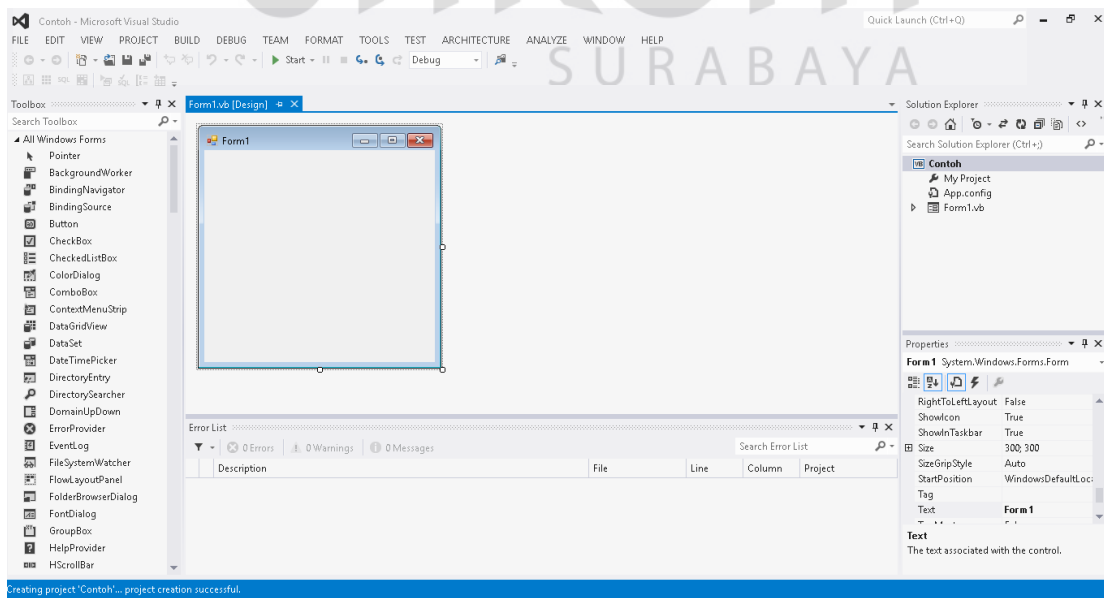 Contoh - Microsoft Visual Studio
Quick Launch (Ctrl+Q)
FILE EDIT VIEW PROJECT BUILD DEBUG TEAM FORMAT TOOLS TEST ARCHITECTURE ANALYZE WINDOW HELP
Start Debug
SURABAYA
Toolbox
Search Toolbox
All Windows Forms
Pointer
BackgroundWorker
BindingNavigator
BindingSource
Button
CheckBox
CheckedListBox
ColorDialog
ComboBox
ContextMenuStrip
DataGridView
DataSet
DateTimePicker
DirectoryEntry
DirectorySearcher
DomainUpDown
ErrorProvider
EventLog
FileSystemWatcher
FlowLayoutPanel
FolderBrowserDialog
FontDialog
GroupBox
HelpProvider
HScrollBar
Form1.vb [Design]
Form1
Error List
0 Errors 0 Warnings 0 Messages
Search Error List
Description File Line Column Project
Solution Explorer
Search Solution Explorer (Ctrl+;)
VB Contoh
My Project
App.config
Form1.vb
Properties
Form1 System.Windows.Forms.Form
RightToLeftLayout False
ShowIcon True
ShowInTaskbar True
Size 300; 300
SizeGripStyle Auto
StartPosition WindowsDefaultLoca
Tag
Text Form1
Text
The text associated with the control.
Creating project 'Contoh'... project creation successful.